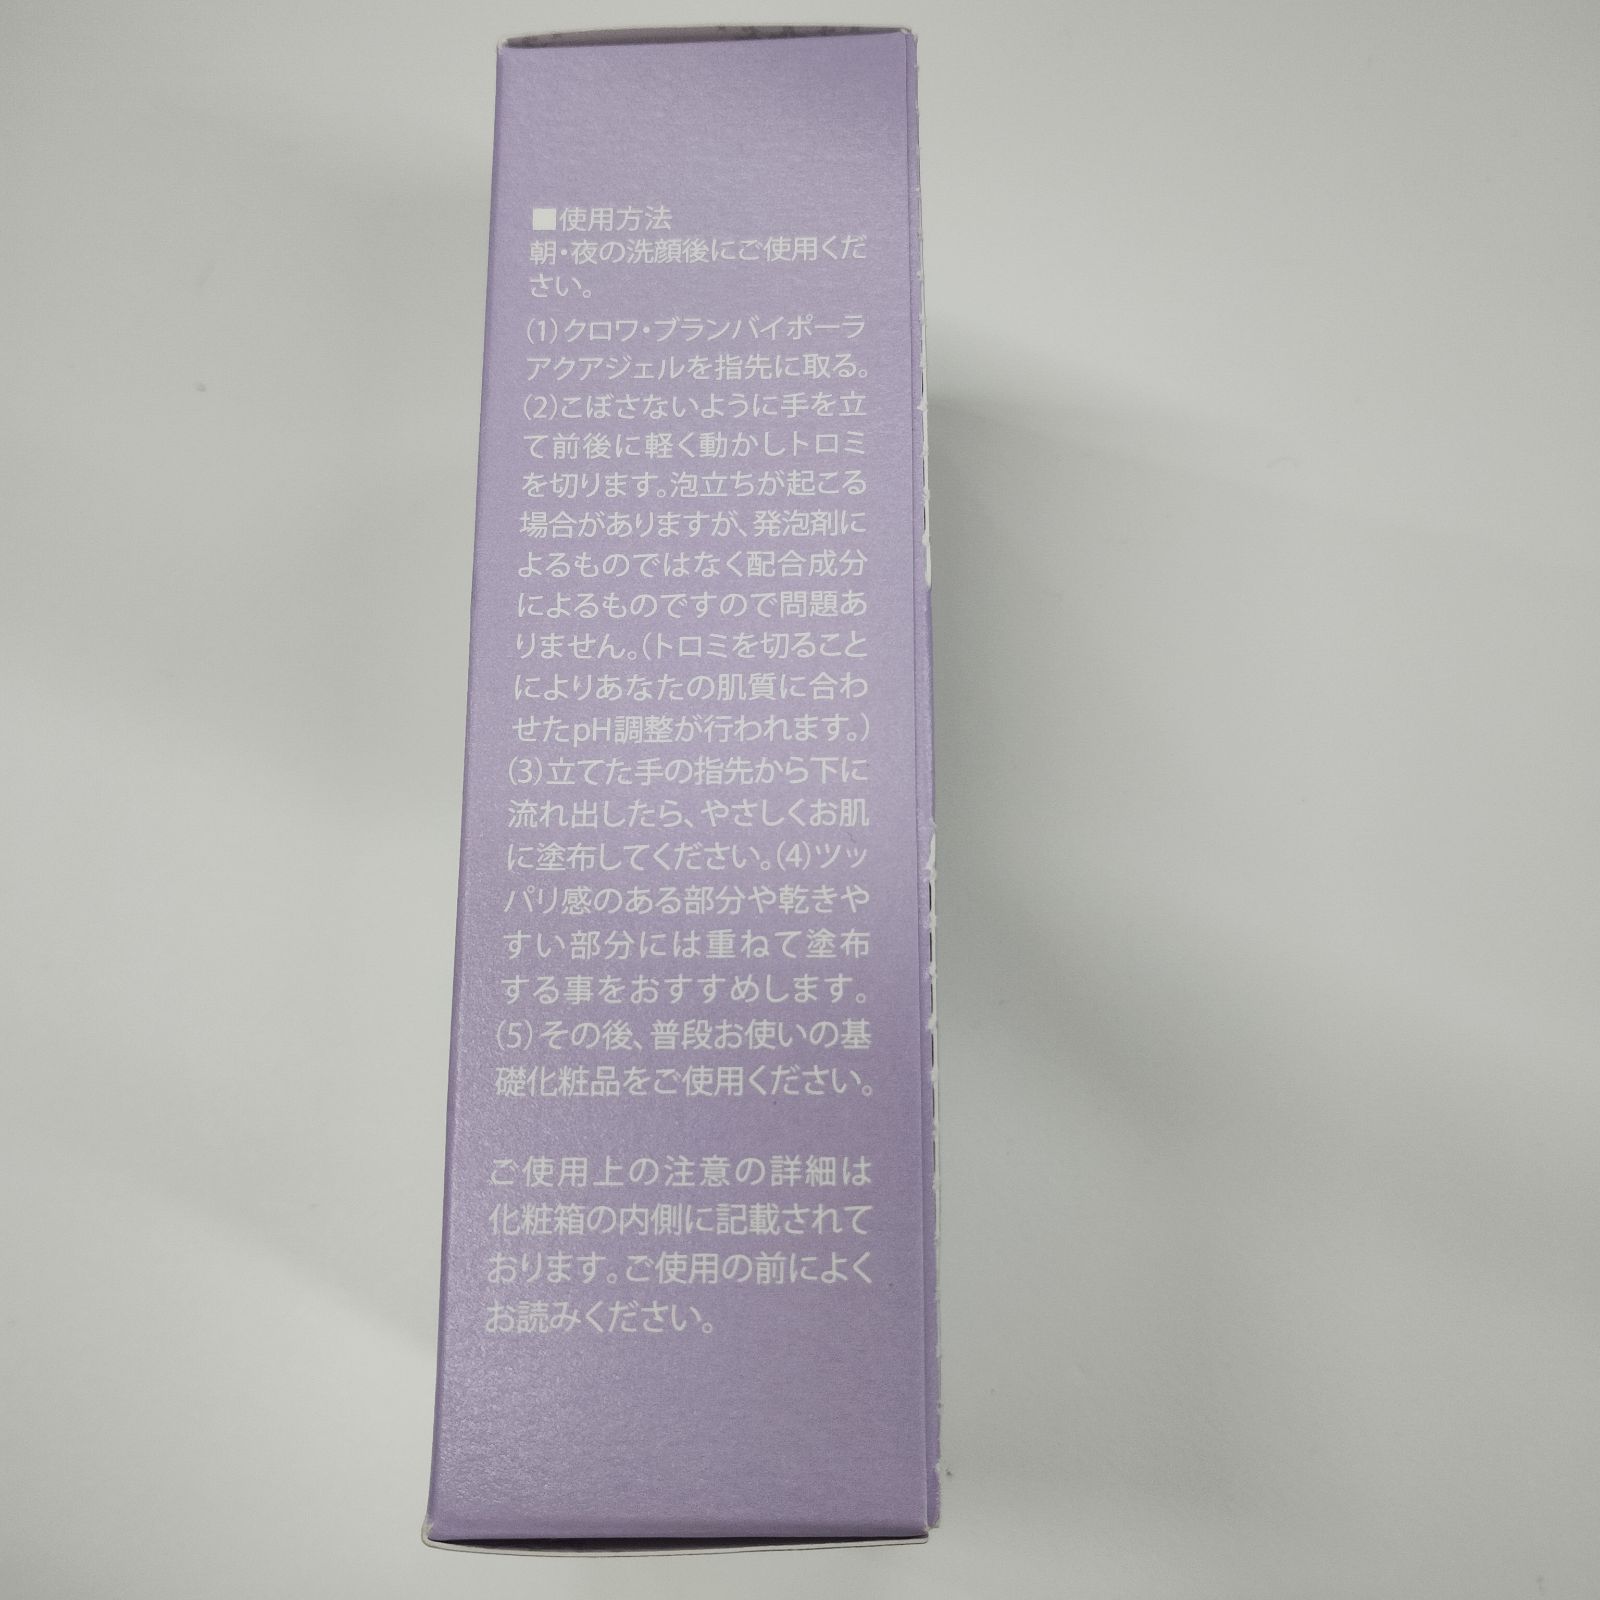 ■使用方法
朝・夜の洗顔後にご使用くだ
さい。
(1)クロワ・ブランバイポーラ
アクアジェルを指先に取る。
(2)こぼさないように手を立
て前後に軽く動かしトロミ
を切ります。泡立ちが起こる
場合がありますが、発泡剤に
よるものではなく配合成分
によるものですので問題あ
りません。(トロミを切ること
によりあなたの肌質に合わ
せたpH調整が行われます。)
(3)立てた手の指先から下に
流れ出したら、やさしくお肌
に塗布してください。(4)ツッ
パリ感のある部分や乾きや
すい部分には重ねて塗布
する事をおすすめします。
(5)その後、普段お使いの基
礎化粧品をご使用ください。
ご使用上の注意の詳細は
化粧箱の内側に記載されて
おります。ご使用の前によく
お読みください。